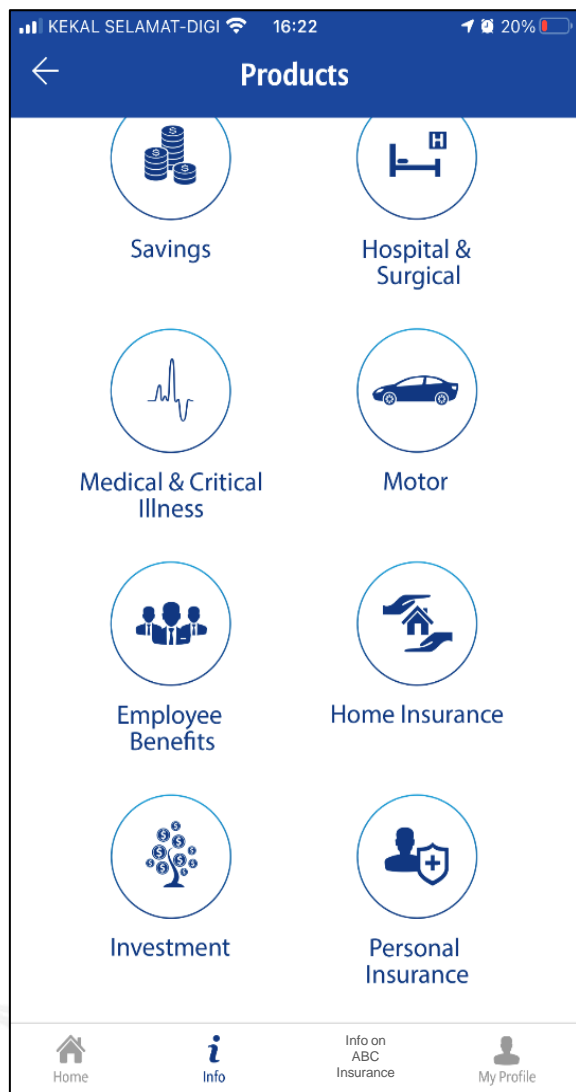 KEKAL SELAMAT-DIGI 16:22 20%
Products
$
H
Savings
Hospital &
Surgical
Medical & Critical
Illness
Motor
Employee
Benefits
Home Insurance
$ $ $ $ $ $ $ $ $
Investment
Personal
Insurance
Home
i
Info
Info on
ABC
Insurance
My Profile